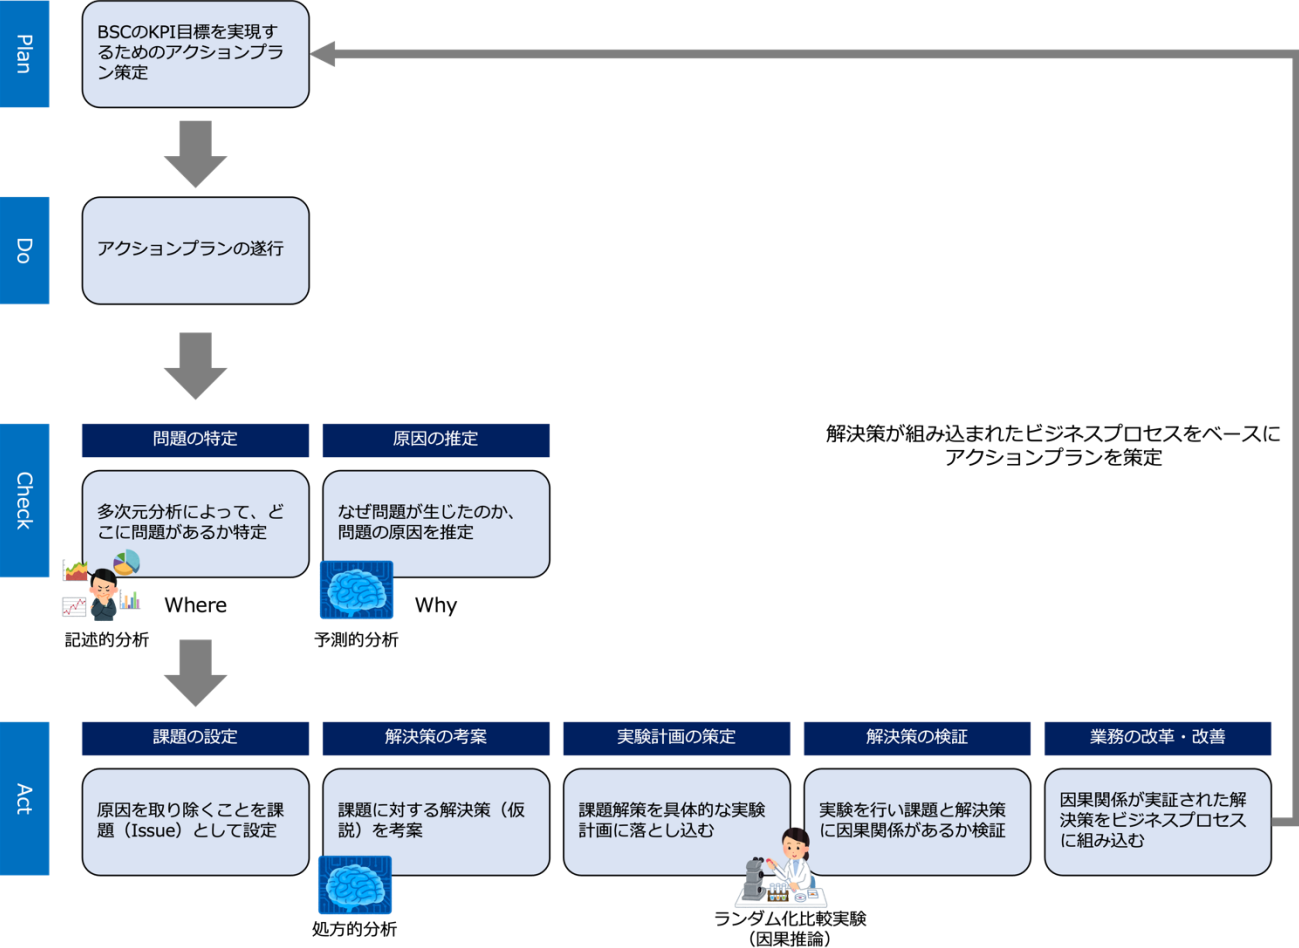 Plan
BSCのKPI目標を実現す
るためのアクションプラ
ン策定
Do
アクションプランの遂行
解決策が組み込まれたビジネスプロセスをベースに
アクションプランを策定
Check
問題の特定
多次元分析によって、ど
こに問題があるか特定
Where
記述的分析
原因の推定
なぜ問題が生じたのか、
問題の原因を推定
Why
予測的分析
Act
課題の設定
原因を取り除くことを課
題（Issue）として設定
解決策の考案
課題に対する解決策（仮
説）を考案
処方的分析
実験計画の策定
課題解策を具体的な実験
計画に落とし込む
ランダム化比較実験
（因果推論）
解決策の検証
実験を行い課題と解決策
に因果関係があるか検証
業務の改革・改善
因果関係が実証された解
決策をビジネスプロセス
に組み込む